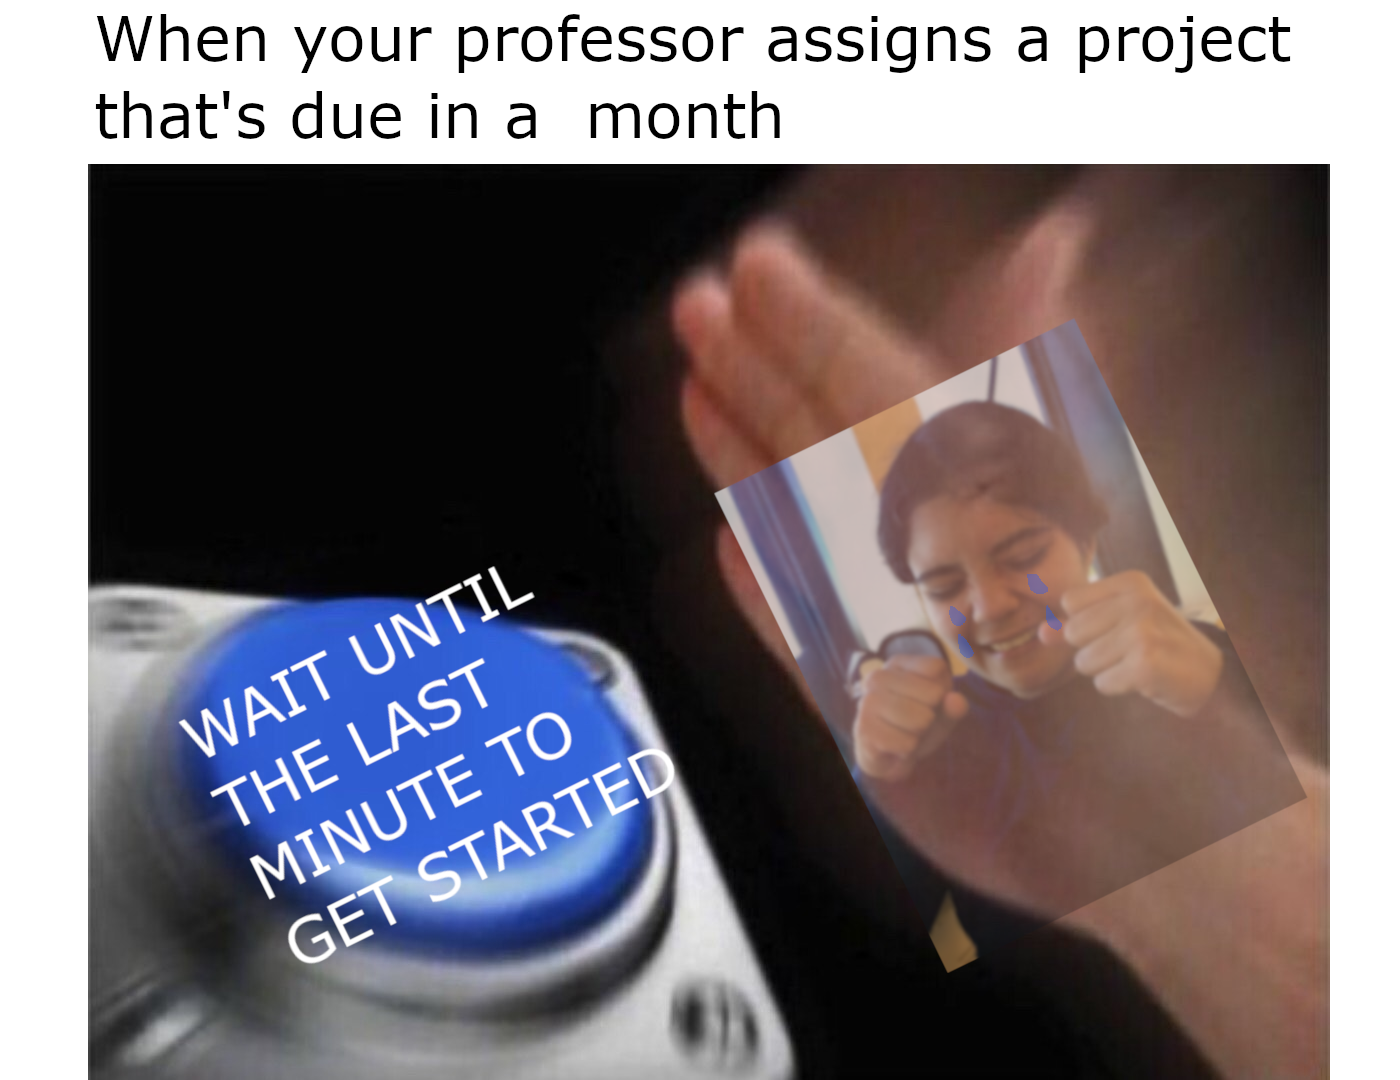 When your professor assigns a project
that's due in a  month
WAIT UNTIL
THE LAST
MINUTE TO
GET STARTED